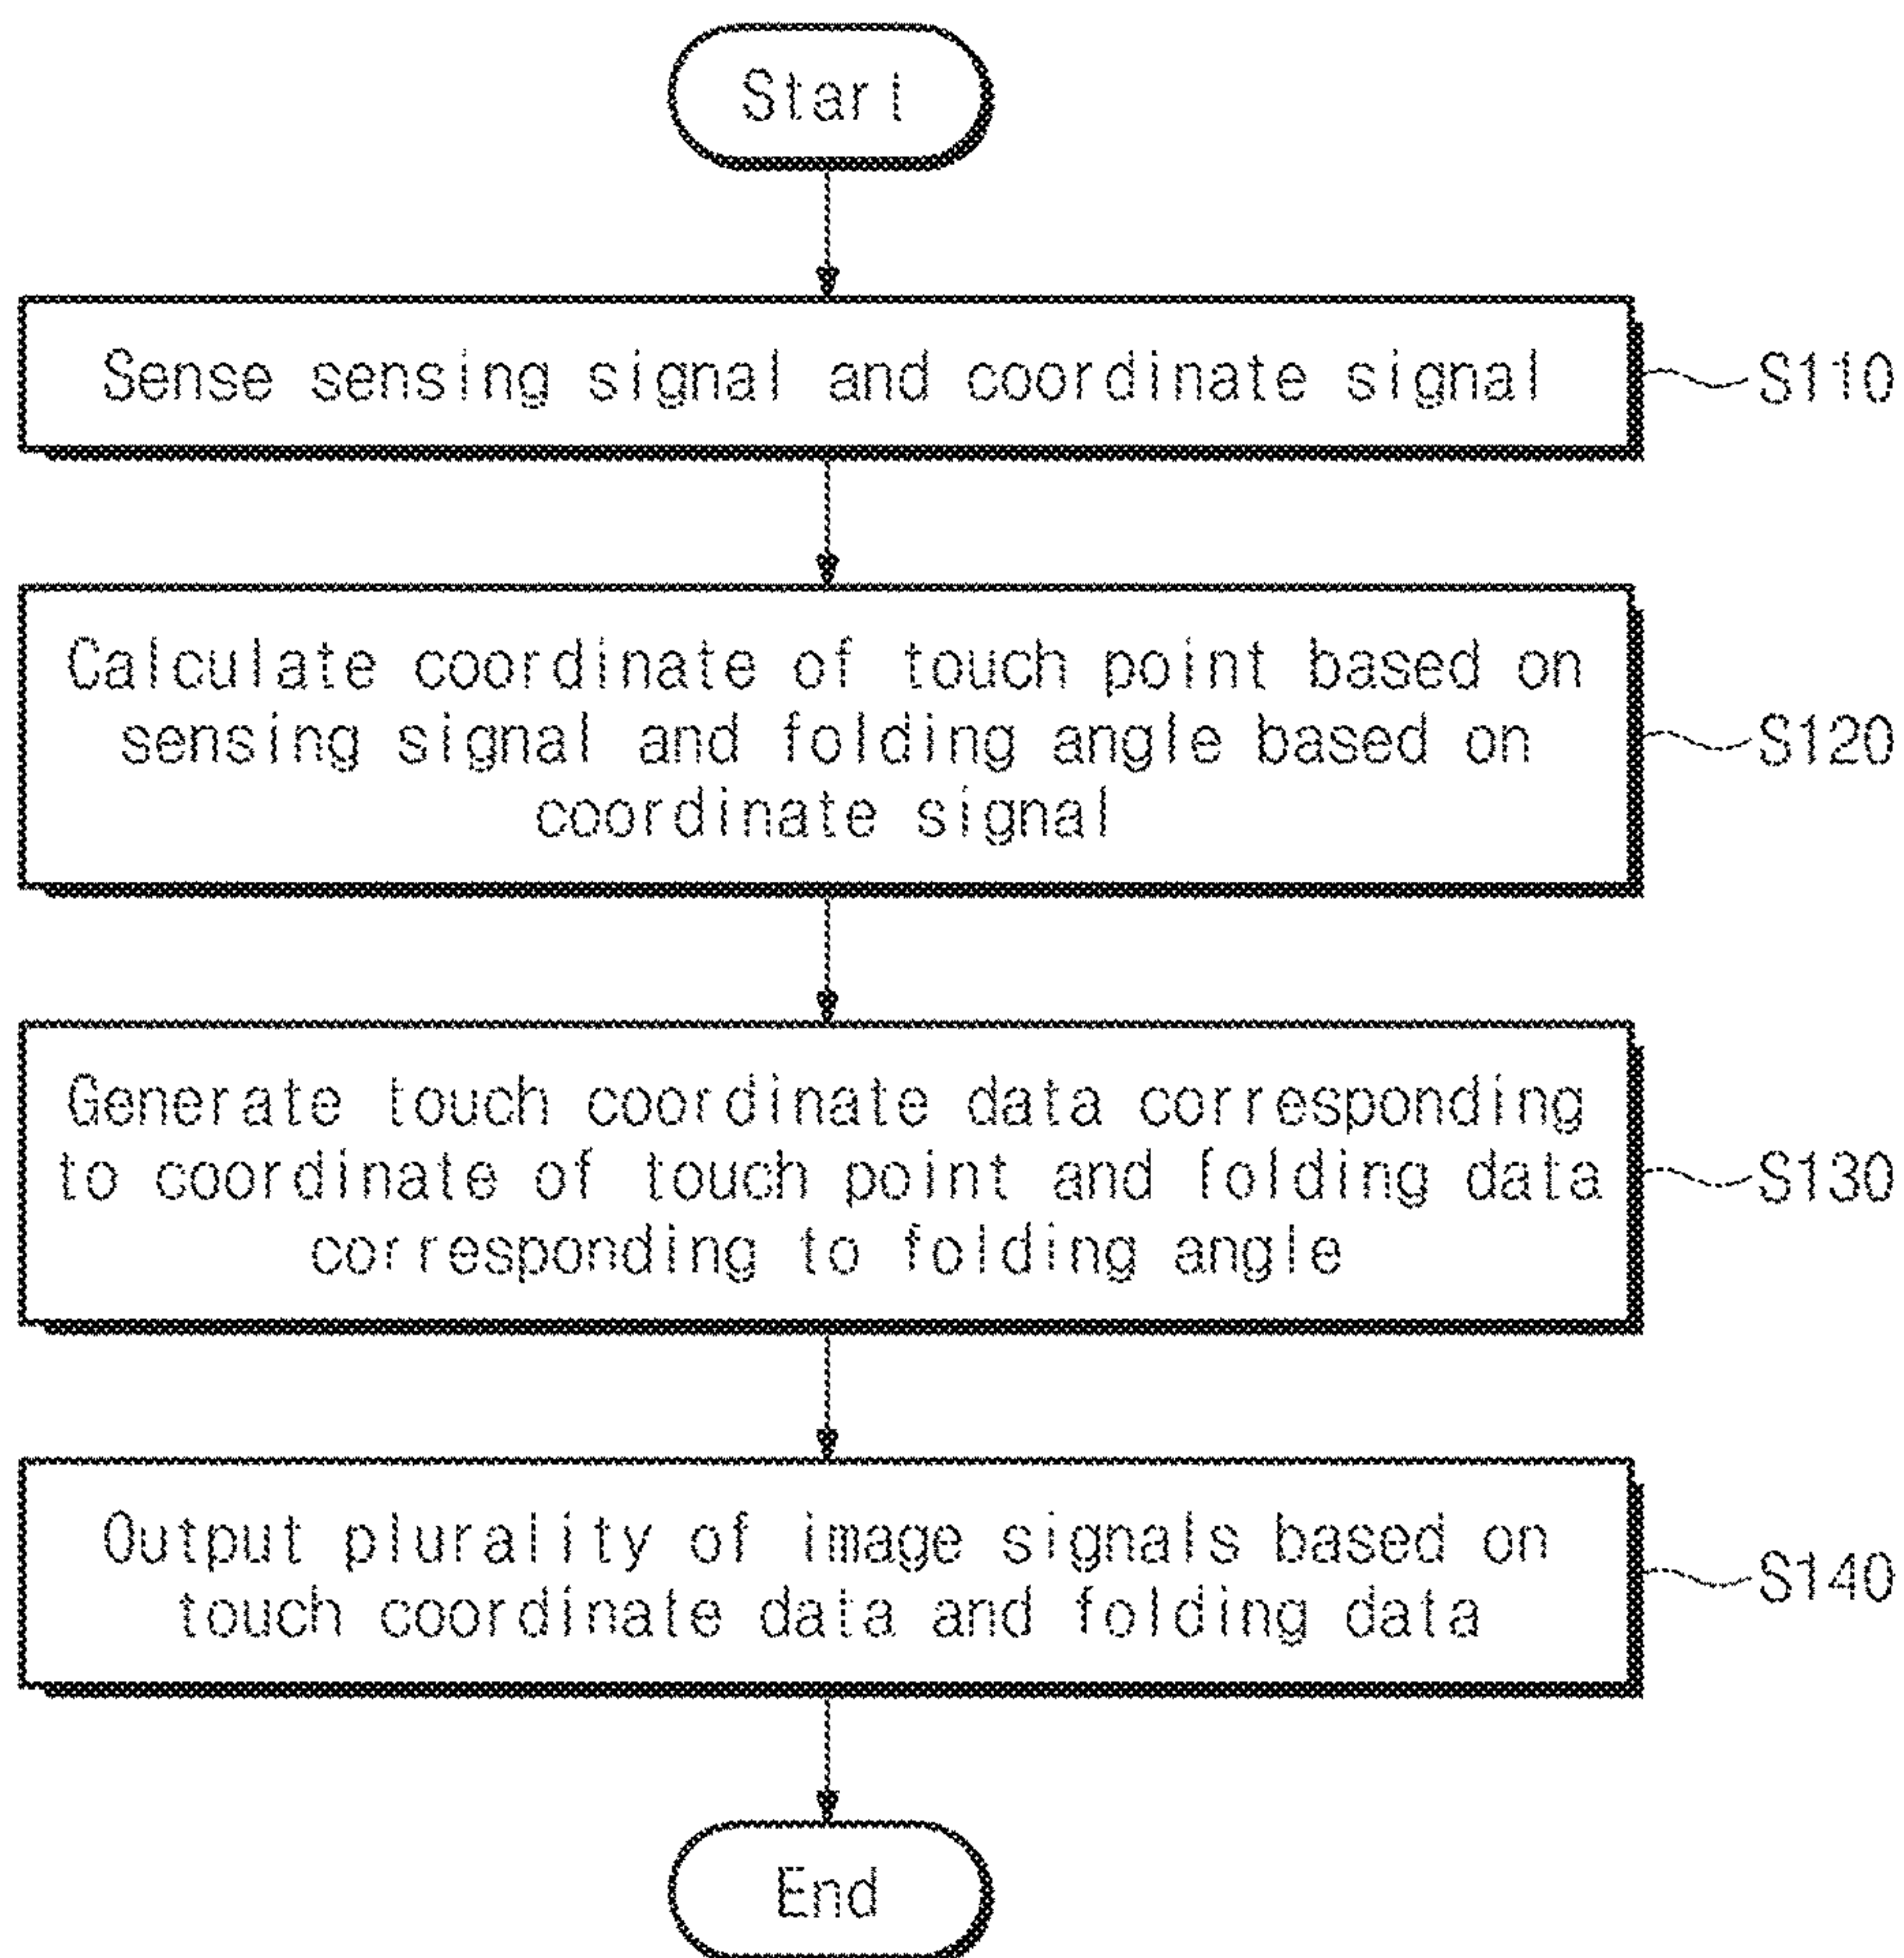 Start
Sense sensing signal and coordinate signal
S110
Calculate coordinate of touch point based on
sensing signal and folding angle based on
coordinate signal
S120
Generate touch coordinate data corresponding
to coordinate of touch point and folding data
corresponding to folding angle
S130
Output plurality of image signals based on
touch coordinate data and folding data
S140
End